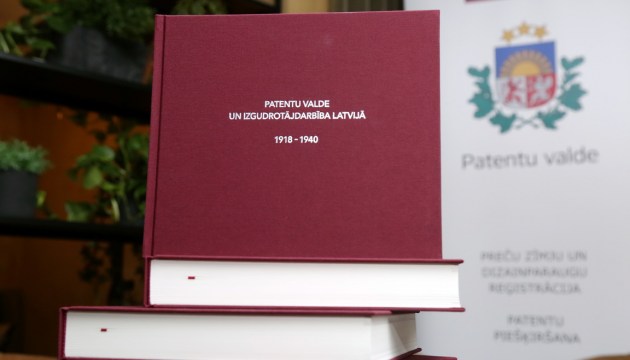 PATENTU VALDE
UN IZGUDROTĀJDARBĪBA LATVIJĀ
1918 – 1940
Patentu valde
PREČU ZĪMJU UN
DIZAINPARAUGU
REĢISTRĀCIJA
PATENTU
PIEŠĶIRŠANA